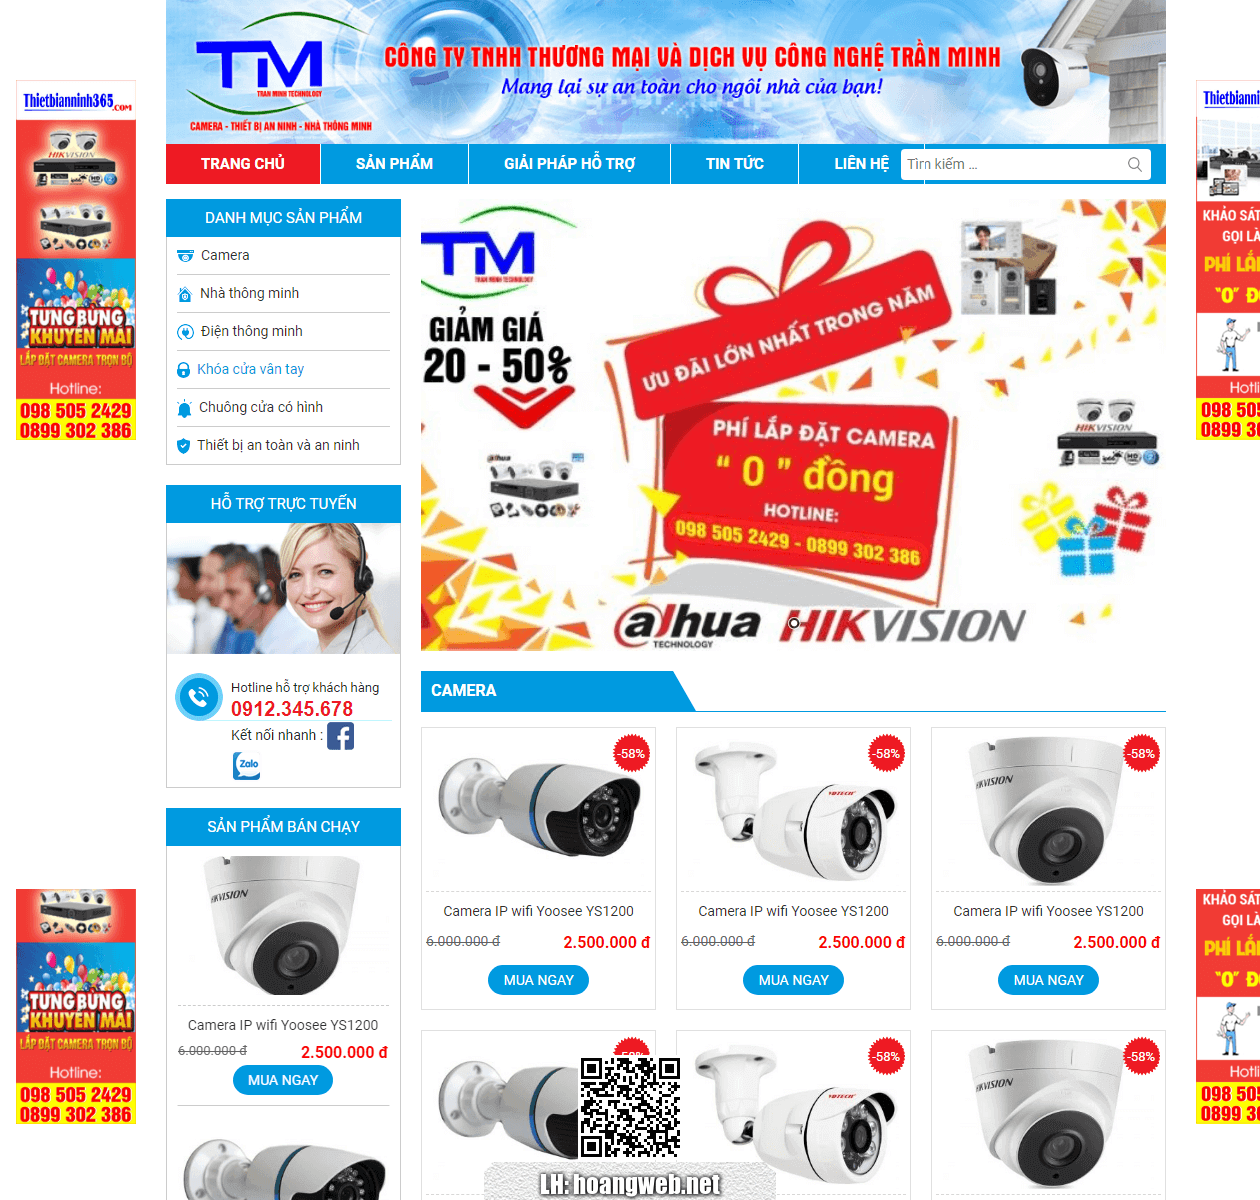 TM
TRAN MINH TECHNOLOGY
CAMERA - THIẾT BỊ AN NINH - NHÀ THÔNG MINH
CÔNG TY TNHH THƯƠNG MẠI VÀ DỊCH VỤ CÔNG NGHỆ TRẦN MINH
Mang lại sự an toàn cho ngôi nhà của bạn!
TRANG CHỦ
SẢN PHẨM
GIẢI PHÁP HỖ TRỢ
TIN TỨC
LIÊN HỆ
Tìm kiếm ...
Thietbianninh365.com
HIKVISION
TƯNG BỪNG
KHUYẾN MÃI
LẮP ĐẶT CAMERA TRỌN BỘ
Hotline:
098 505 2429
0899 302 386
DANH MỤC SẢN PHẨM
Camera
Nhà thông minh
Điện thông minh
Khóa cửa vân tay
Chuông cửa có hình
Thiết bị an toàn và an ninh
HỖ TRỢ TRỰC TUYẾN
Hotline hỗ trợ khách hàng
0912.345.678
Kết nối nhanh :
Zalo
SẢN PHẨM BÁN CHẠY
HIKVISION
Camera IP wifi Yoosee YS1200
6.000.000 đ
2.500.000 đ
MUA NGAY
TƯNG BỪNG
KHUYẾN MÃI
LẮP ĐẶT CAMERA TRỌN BỘ
Hotline:
098 505 2429
0899 302 386
TM
TRAN MINH TECHNOLOGY
GIẢM GIÁ
20 - 50%
alhua
ƯU ĐÃI LỚN NHẤT TRONG NĂM
PHÍ LẮP ĐẶT CAMERA
“ 0 ” đồng
HOTLINE:
098 505 2429 - 0899 302 386
HIKVISION
alhua
TECHNOLOGY
HIKVISION
CAMERA
-58%
Camera IP wifi Yoosee YS1200
6.000.000 đ
2.500.000 đ
MUA NGAY
-58%
VDTECH
Camera IP wifi Yoosee YS1200
6.000.000 đ
2.500.000 đ
MUA NGAY
-58%
HIKVISION
Camera IP wifi Yoosee YS1200
6.000.000 đ
2.500.000 đ
MUA NGAY
-58%
-58%
VDTECH
-58%
HIKVISION
LH: hoangweb.net
Thietbianni
KHẢO SÁT
GỌI LÀ
PHÍ LẮ
“0” Đ
Hotli
098 505
0899 30
KHẢO SÁT
GỌI LÀ
PHÍ LẮ
“0” Đ
Hotli
098 505
0899 30